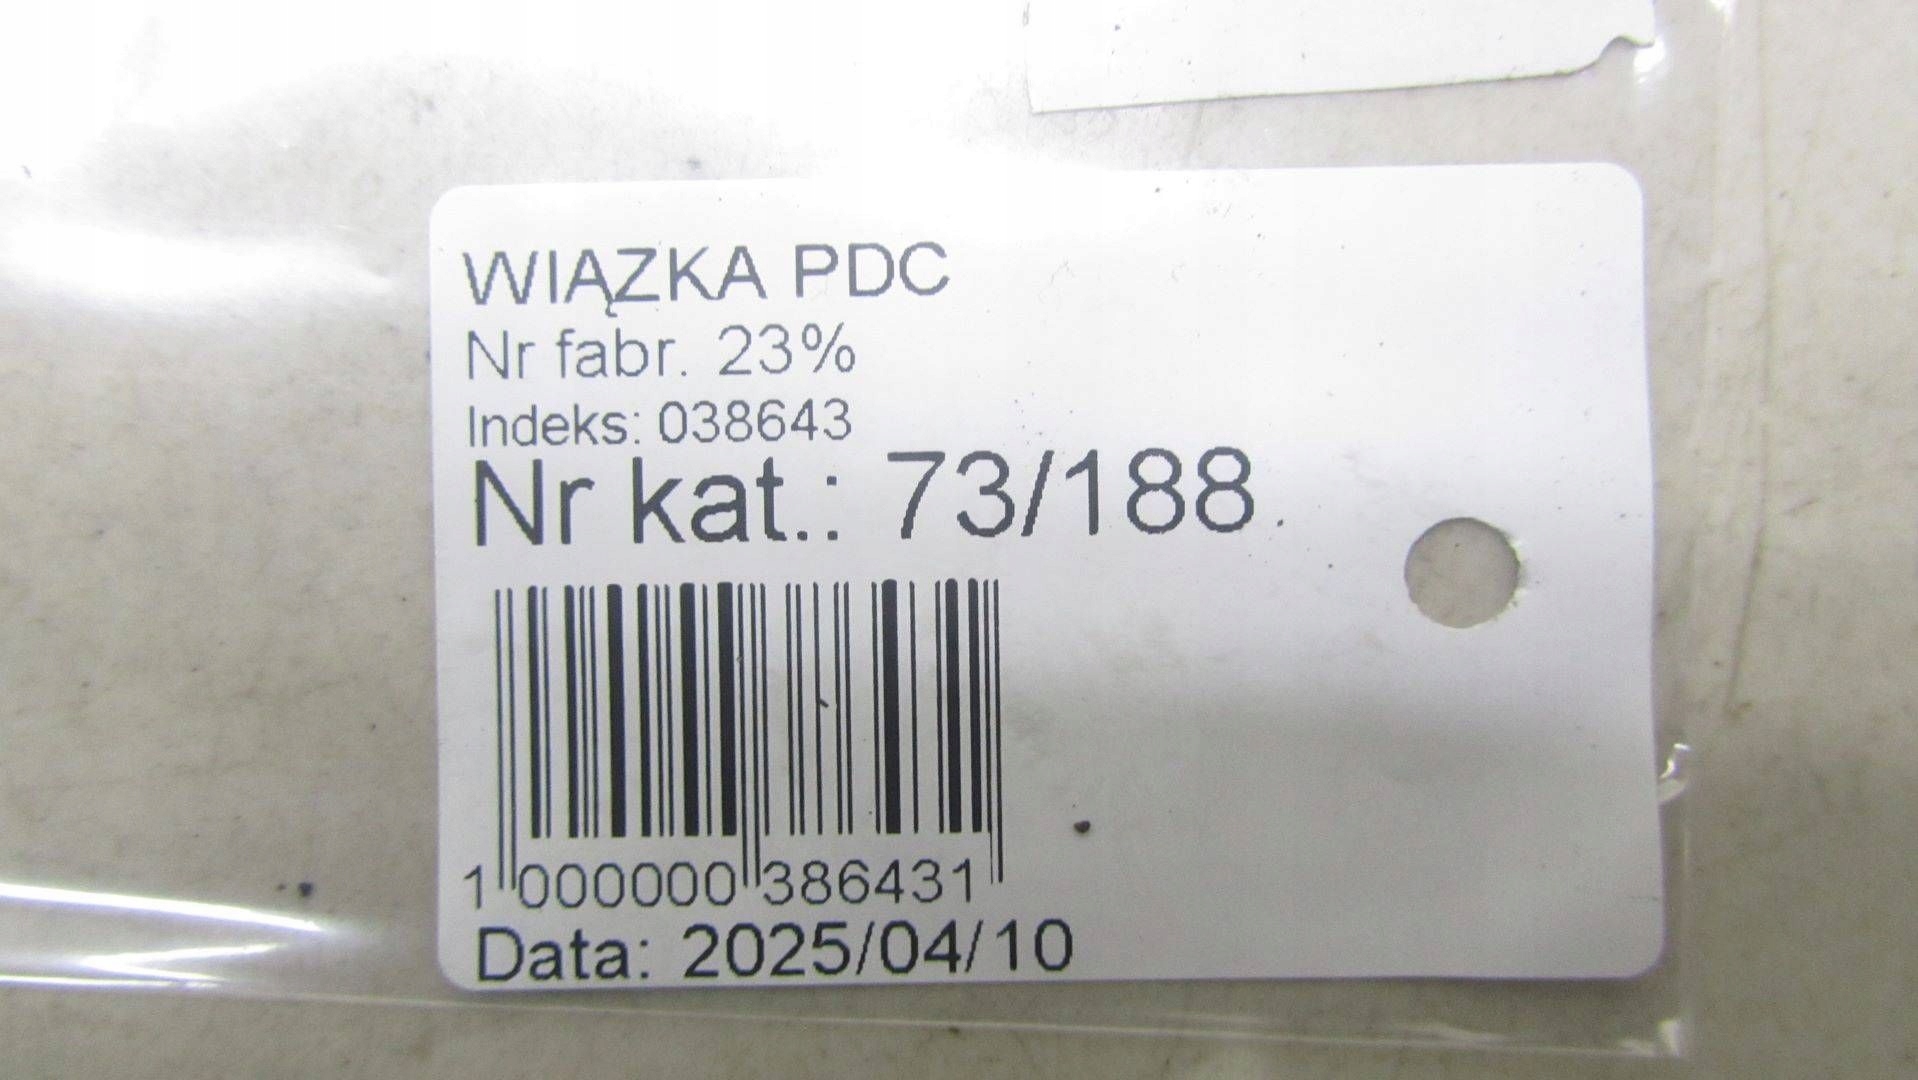 WIĄZKA PDC
Nr fabr. 23%
Indeks: 038643
Nr kat.: 73/188
1 000000 386431
Data: 2025/04/10